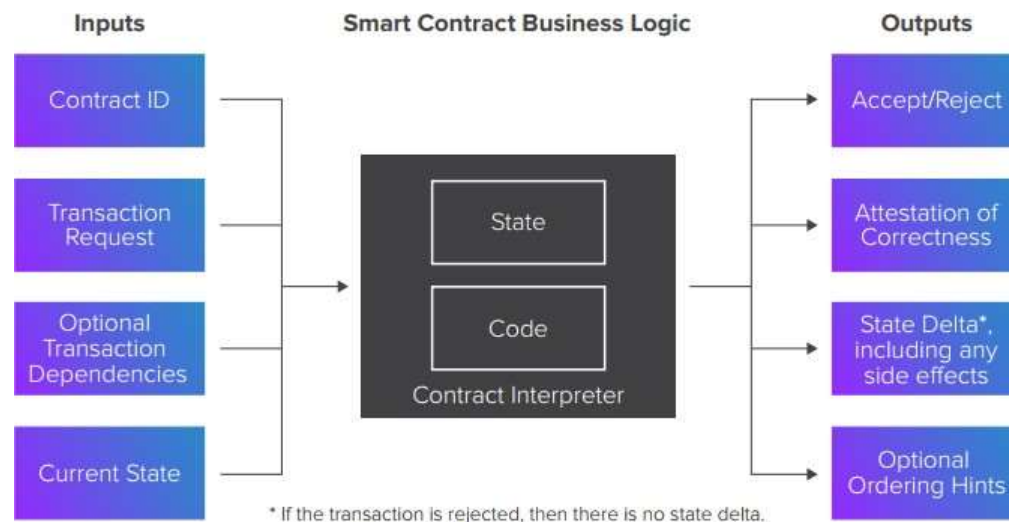 Inputs
Smart Contract Business Logic
Outputs
Contract ID
Transaction
Request
Optional
Transaction
Dependencies
Current State
State
Code
Contract Interpreter
Accept/Reject
Attestation of
Correctness
State Delta*,
including any
side effects
Optional
Ordering Hints
* If the transaction is rejected, then there is no state delta.